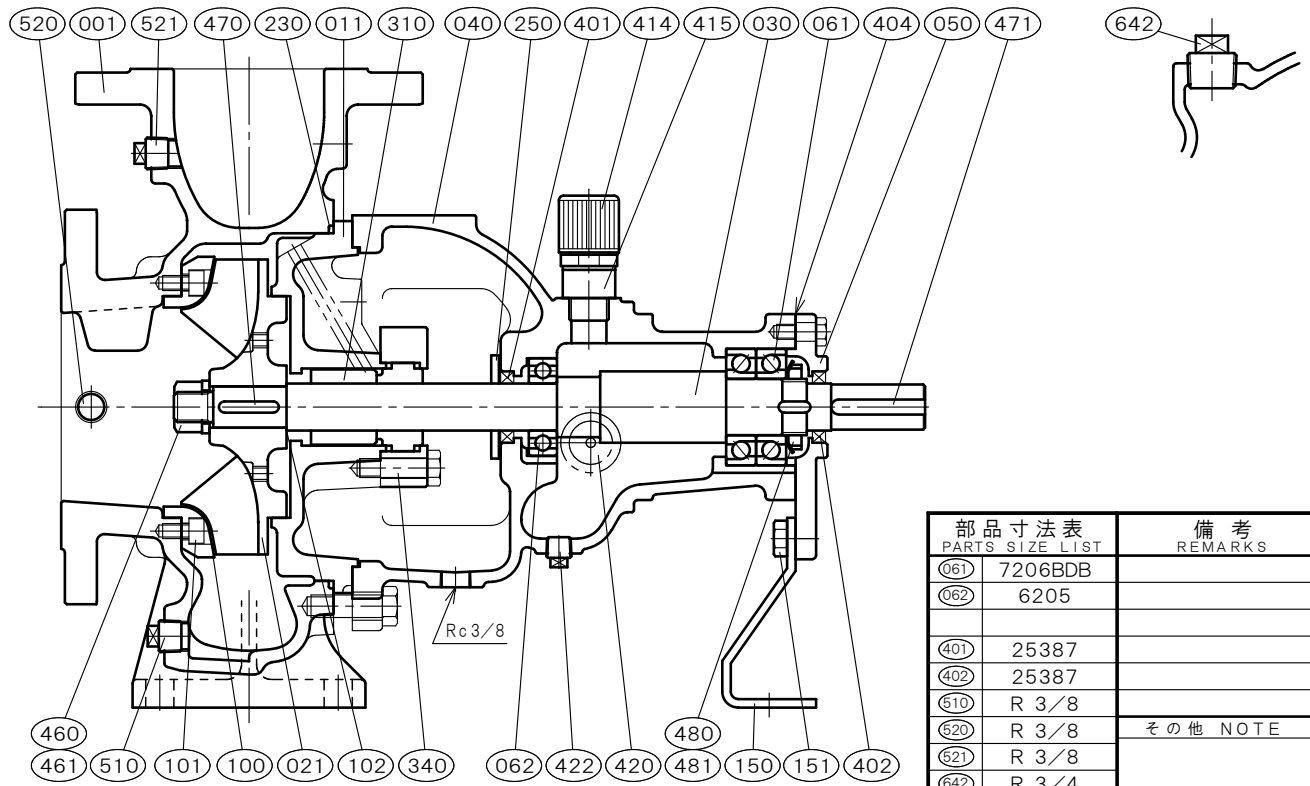 520 001 521 470 230 011 310 040 250 401 414 415 030 061 404 050 471 642
Rc3/8
460
461 510 101 100 021 102 340 062 422 420 480
481 150 151 402
部品寸法表 備考
PARTS SIZE LIST REMARKS
061 7206BDB
062 6205
401 25387
402 25387
510 R 3/8
520 R 3/8 その他 NOTE
521 R 3/8
642 R 3/4